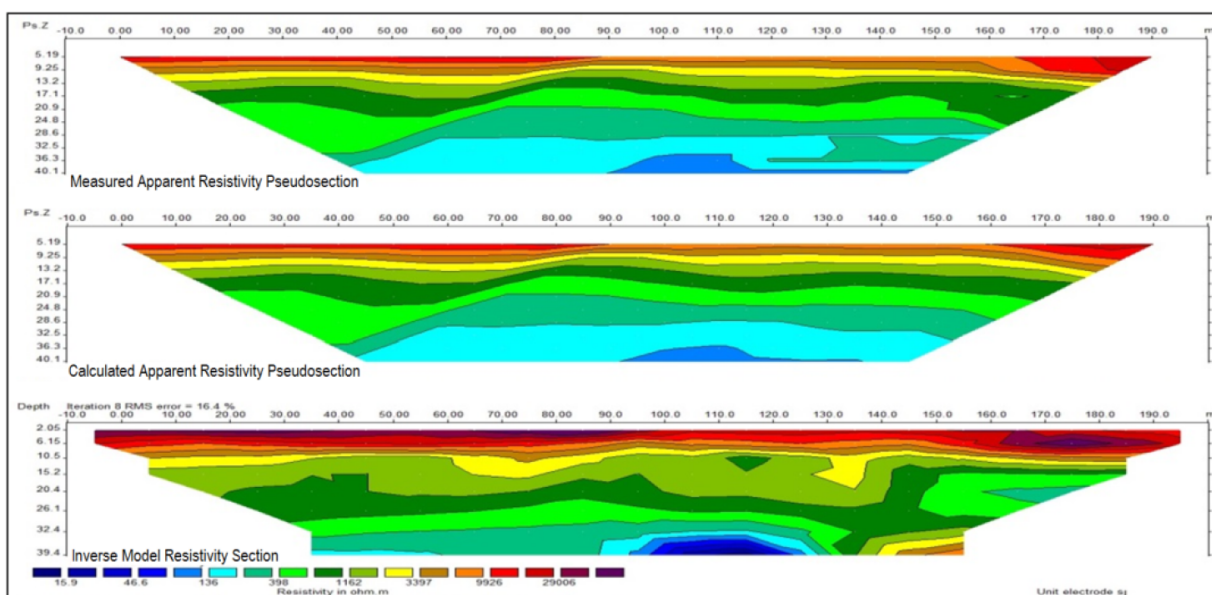 Ps.Z
-10.0 0.00 10.00 20.00 30.00 40.00 50.00 60.00 70.00 80.00 90.00 100.0 110.0 120.0 130.0 140.0 150.0 160.0 170.0 180.0 190.0 m
5.19
9.25
13.2
17.1
20.9
24.8
28.6
32.5
36.3
40.1
Measured Apparent Resistivity Pseudosection
Ps.Z
-10.0 0.00 10.00 20.00 30.00 40.00 50.00 60.00 70.00 80.00 90.00 100.0 110.0 120.0 130.0 140.0 150.0 160.0 170.0 180.0 190.0 m
5.19
9.25
13.2
17.1
20.9
24.8
28.6
32.5
36.3
40.1
Calculated Apparent Resistivity Pseudosection
Depth Iteration 8 RMS error = 16.4 %
-10.0 0.00 10.00 20.00 30.00 40.00 50.00 60.00 70.00 80.00 90.00 100.0 110.0 120.0 130.0 140.0 150.0 160.0 170.0 180.0 190.0 m
2.05
6.15
10.5
15.2
20.4
26.1
32.4
39.4
Inverse Model Resistivity Section
15.9 46.6 136 398 1162 3397 9926 29006
Resistivity in ohm.m
Unit electrode